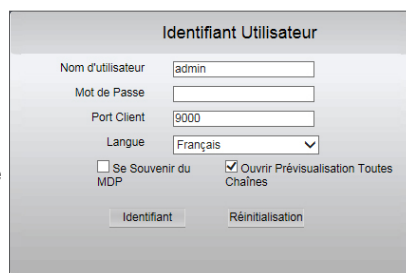 Identifiant Utilisateur
Nom d'utilisateur admin
Mot de Passe
Port Client 9000
Langue Français
Se Souvenir du MDP
Ouvrir Prévisualisation Toutes Chaînes
Identifiant Réinitialisation